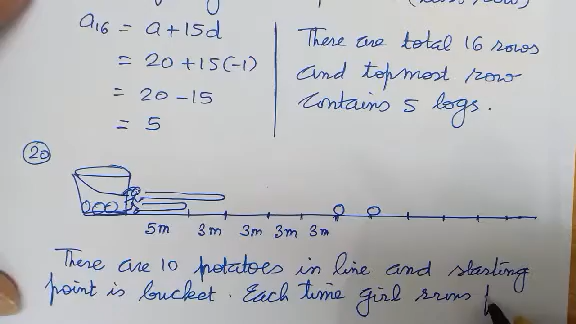 a16 = a + 15d
= 20 + 15(-1)
= 20 - 15
= 5
There are total 16 rows
and topmost row
contains 5 logs.
20
5m 3m 3m 3m 3m
There are 10 potatoes in line and starting
point is bucket. Each time girl runs